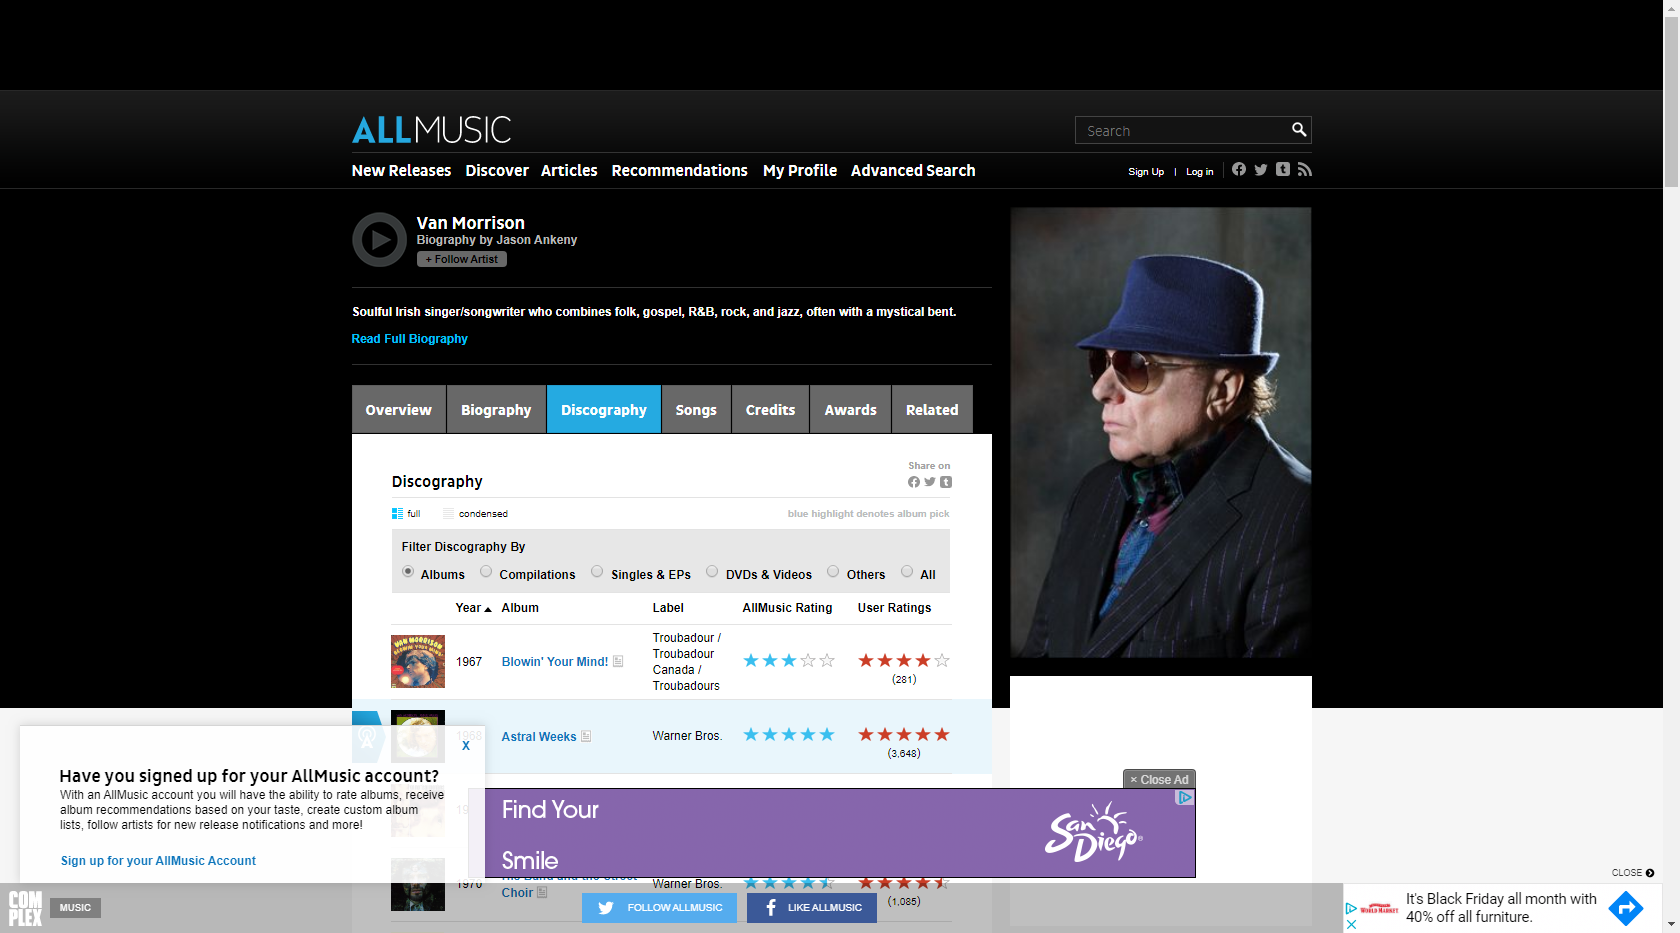 ALLMUSIC
Search
New Releases Discover Articles Recommendations My Profile Advanced Search
Sign Up | Log in
Van Morrison
Biography by Jason Ankeny
+ Follow Artist
Soulful Irish singer/songwriter who combines folk, gospel, R&B, rock, and jazz, often with a mystical bent.
Read Full Biography
Overview Biography Discography Songs Credits Awards Related
Share on
Discography
full condensed blue highlight denotes album pick
Filter Discography By
Albums Compilations Singles & EPs DVDs & Videos Others All
Year Album Label AllMusic Rating User Ratings
VAN MORRISON
BLOWIN' YOUR MIND!
1967 Blowin' Your Mind!
Troubadour /
Troubadour
Canada /
Troubadours
(281)
1968 Astral Weeks Warner Bros.
(3,648)
X
Have you signed up for your AllMusic account?
With an AllMusic account you will have the ability to rate albums, receive
album recommendations based on your taste, create custom album
lists, follow artists for new release notifications and more!
Sign up for your AllMusic Account
× Close Ad
Find Your
Smile
San Diego
1970
Choir
Warner Bros.
(1,085)
CLOSE
COMPLEX
MUSIC
FOLLOW ALLMUSIC
LIKE ALLMUSIC
WORLD MARKET
It's Black Friday all month with
40% off all furniture.